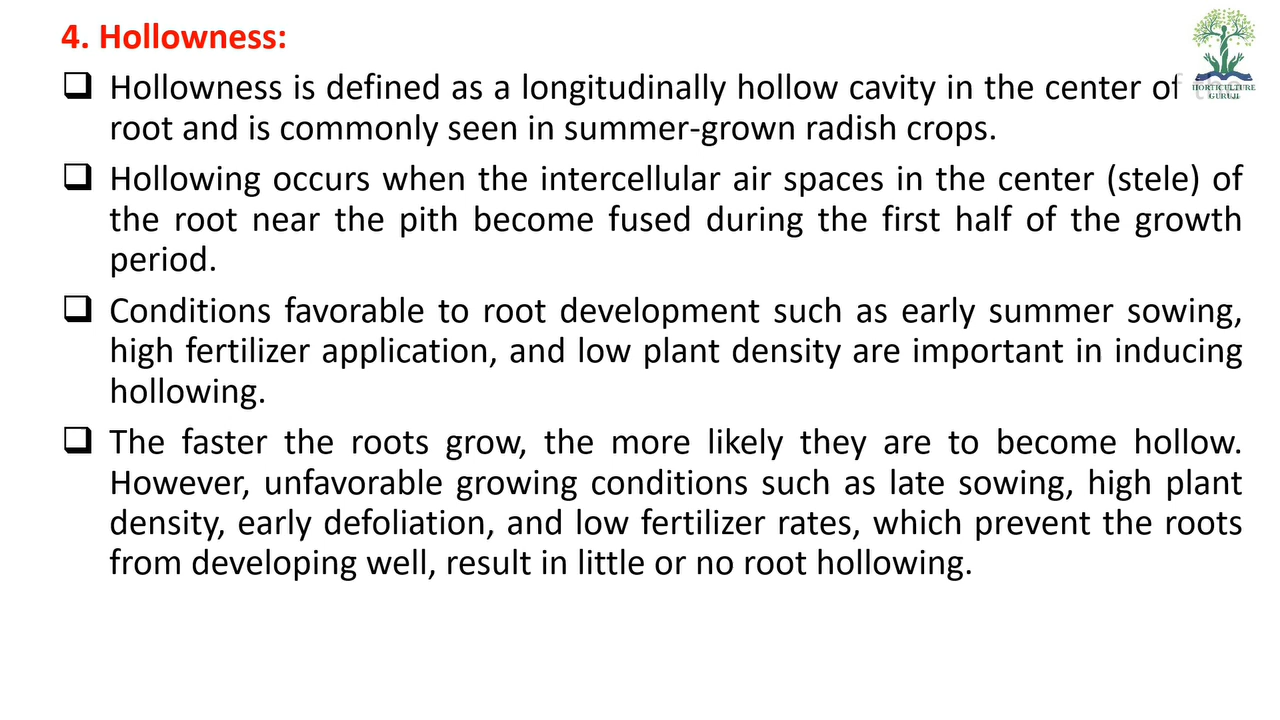 4. Hollowness:
Hollowness is defined as a longitudinally hollow cavity in the center of the
root and is commonly seen in summer-grown radish crops.
Hollowing occurs when the intercellular air spaces in the center (stele) of
the root near the pith become fused during the first half of the growth
period.
Conditions favorable to root development such as early summer sowing,
high fertilizer application, and low plant density are important in inducing
hollowing.
The faster the roots grow, the more likely they are to become hollow.
However, unfavorable growing conditions such as late sowing, high plant
density, early defoliation, and low fertilizer rates, which prevent the roots
from developing well, result in little or no root hollowing.
HORTICULTURE
GURUJI